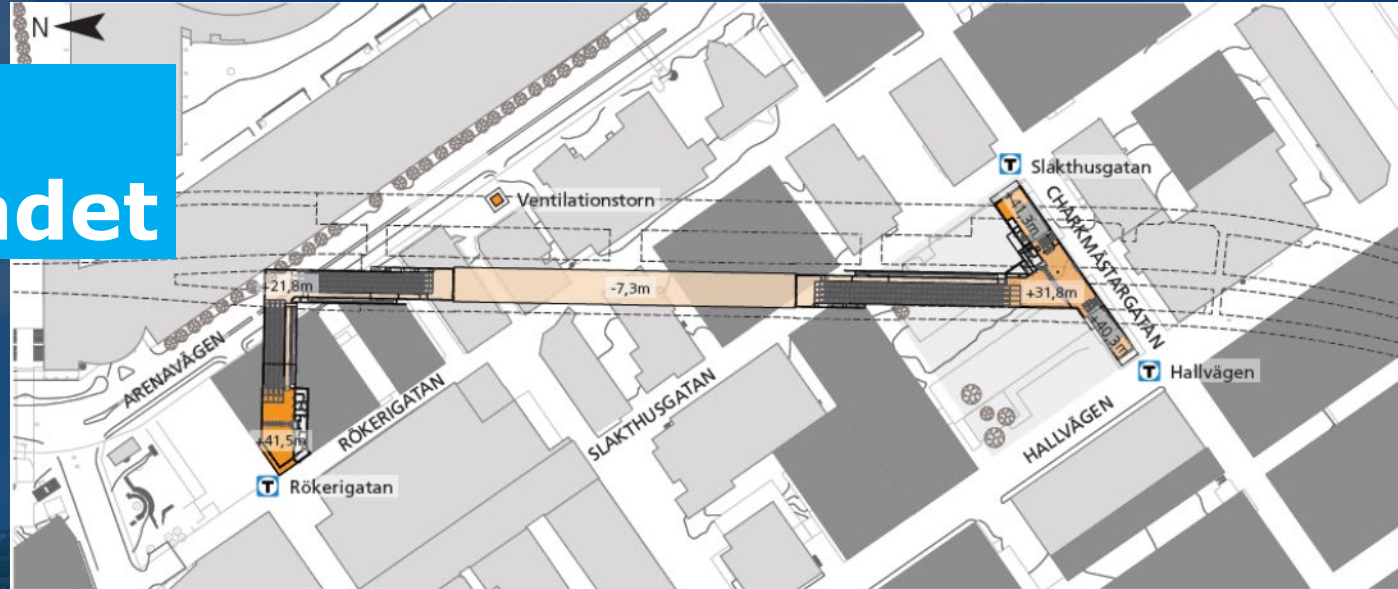 N
adet
T Slakthusgatan
Ventilationstorn
+41,3m
CHARKMÄSTARGATAN
+21,8m
-7,3m
+31,8m
+40,3m
ARENAVÄGEN
T Hallvägen
RÖKERIGATAN
SLAKTHUSGATAN
HALLVÄGEN
+41,5m
T Rökerigatan